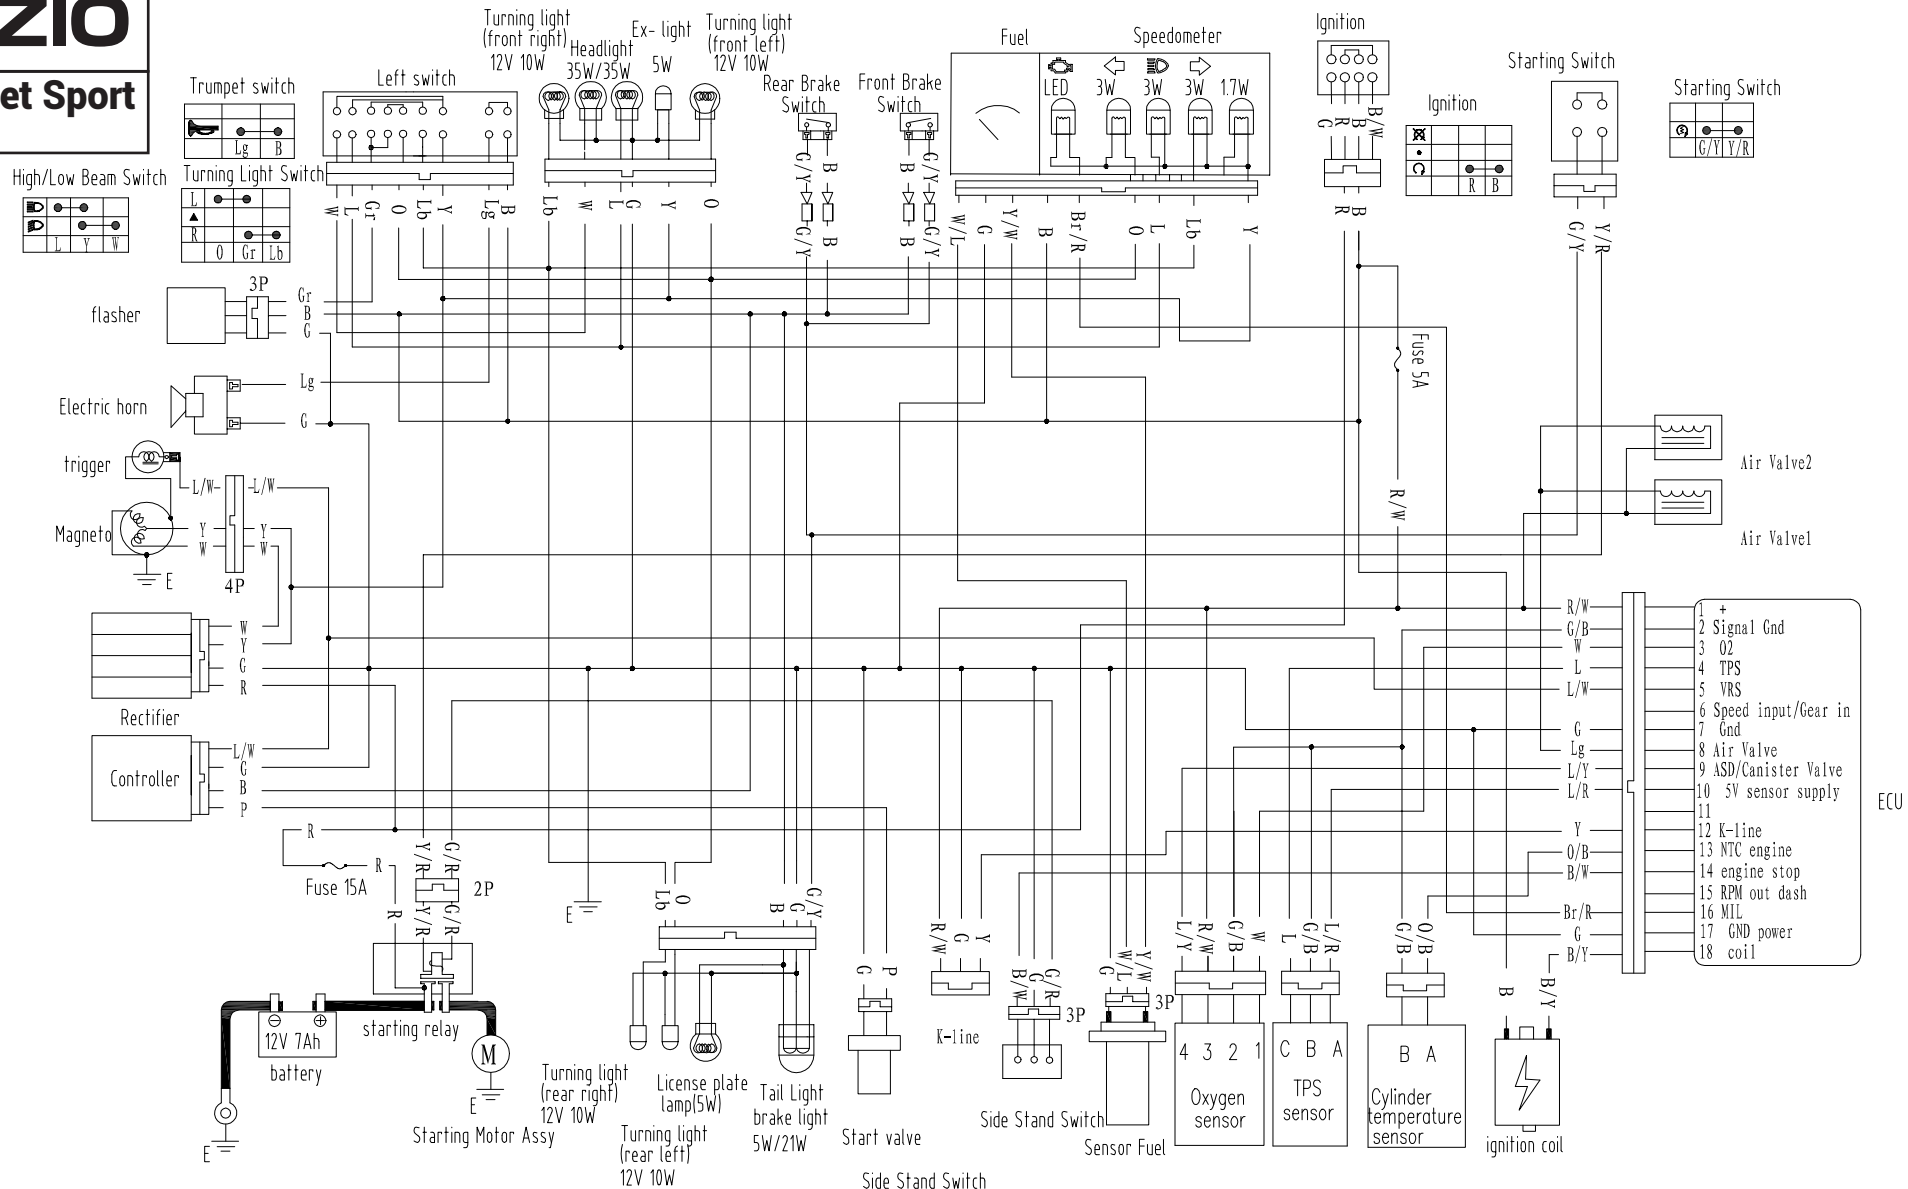 ZIO
et Sport
Turning light
(front right)
12V 10W
Headlight
35W/35W
Ex- light
5W
Turning light
(front left)
12V 10W
Rear Brake
Switch
Front Brake
Switch
Fuel
Speedometer
LED
3W
3W
3W
1.7W
Ignition
Ignition
R B
Starting Switch
Starting Switch
G/Y Y/R
Trumpet switch
Lg B
Left switch
High/Low Beam Switch
L Y W
Turning Light Switch
L
R
O Gr Lb
G R B B/W
W L Gr O Lb Y Lg B
Lb W L G Y O
G/Y B
B G/Y
G/Y B
B G/Y
W/L G Y/W B Br/R O L Lb Y
R B
G/Y Y/R
flasher
3P
Gr
B
G
Electric horn
Lg
G
Fuse 5A
R/W
trigger
L/W
L/W
Magneto
Y
W
Y
W
E
4P
Rectifier
W
Y
G
R
Controller
L/W
G
B
P
R
Fuse 15A
R
R
Y/R G/R
2P
Y/R G/R
starting relay
12V 7Ah
battery
E
M
E
Starting Motor Assy
E
Lb O
B G G/Y
Turning light
(rear right)
12V 10W
Turning light
(rear left)
12V 10W
License plate
lamp(5W)
Tail Light
brake light
5W/21W
G P
Start valve
Side Stand Switch
R/W G Y
K-line
B/W G G/R
3P
Side Stand Switch
G W/L Y/W
3P
Sensor Fuel
L/Y R/W G/B W
4 3 2 1
Oxygen
sensor
L G/B L/R
C B A
TPS
sensor
G/B O/B
B A
Cylinder
temperature
sensor
B B/Y
ignition coil
Air Valve2
Air Valve1
R/W
G/B
W
L
L/W
G
Lg
L/Y
L/R
Y
O/B
B/W
Br/R
G
B/Y
1 +
2 Signal Gnd
3 O2
4 TPS
5 VRS
6 Speed input/Gear in
7 Gnd
8 Air Valve
9 ASD/Canister Valve
10 5V sensor supply
11
12 K-line
13 NTC engine
14 engine stop
15 RPM out dash
16 MIL
17 GND power
18 coil
ECU